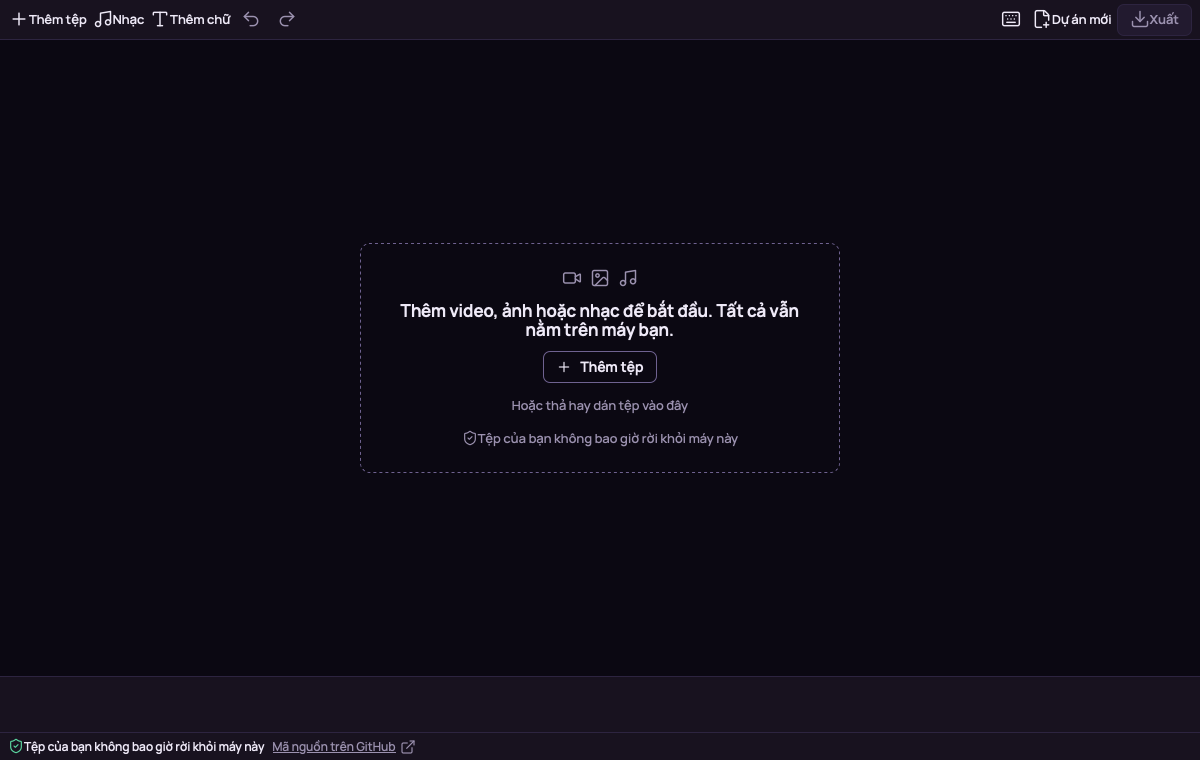 Thêm tệp Nhạc Thêm chữ Dự án mới Xuất
Thêm video, ảnh hoặc nhạc để bắt đầu. Tất cả vẫn
nằm trên máy bạn.
Thêm tệp
Hoặc thả hay dán tệp vào đây
Tệp của bạn không bao giờ rời khỏi máy này
Tệp của bạn không bao giờ rời khỏi máy này Mã nguồn trên GitHub